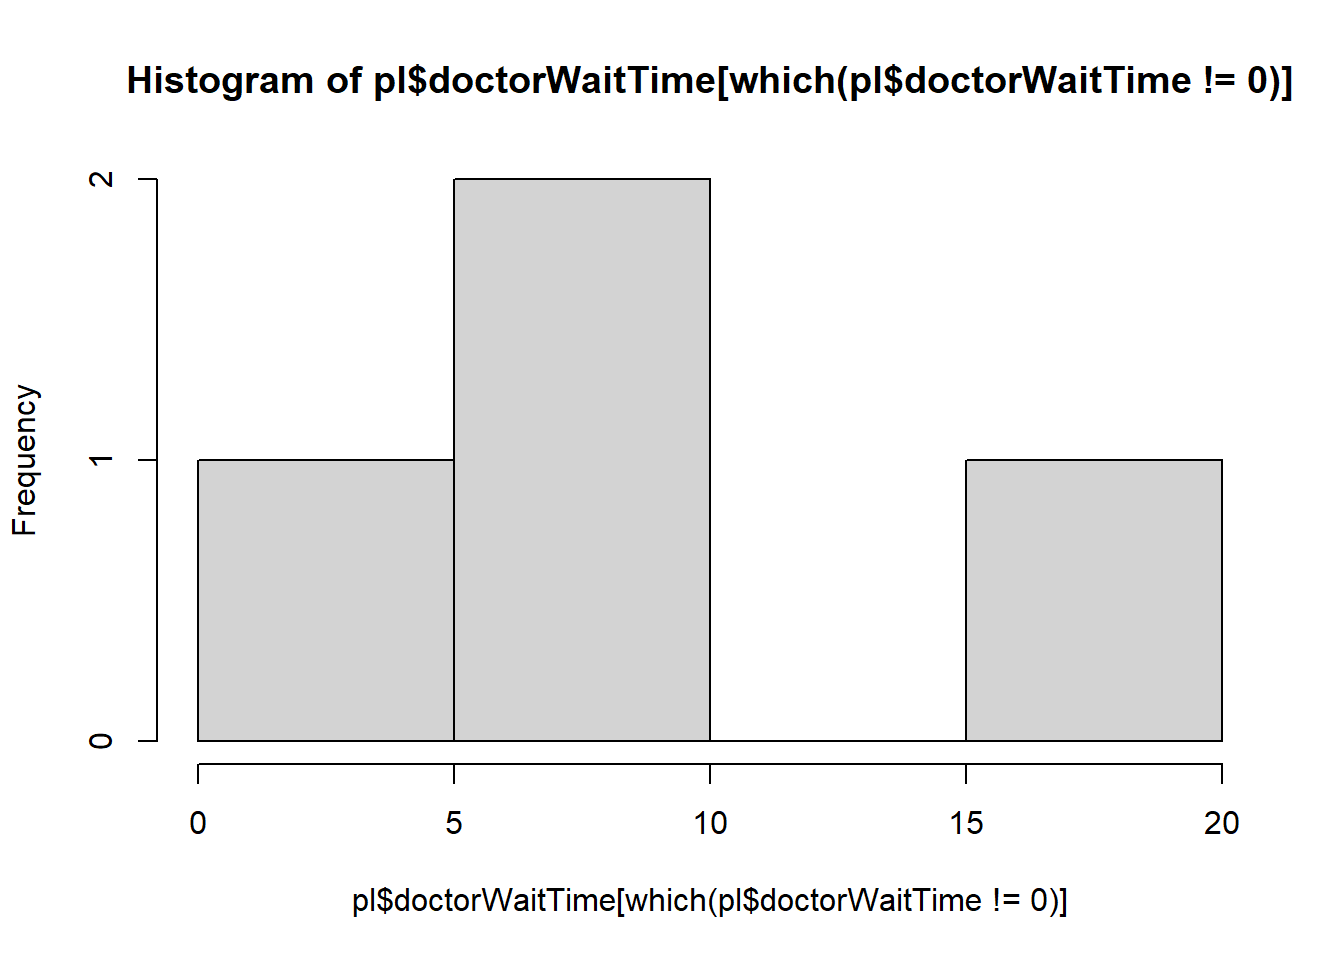 Histogram of pl$doctorWaitTime[which(pl$doctorWaitTime != 0)]
2
1
0
Frequency
0 5 10 15 20
pl$doctorWaitTime[which(pl$doctorWaitTime != 0)]